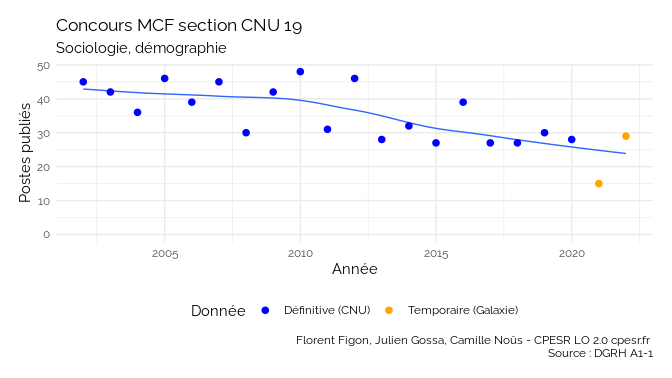 Concours MCF section CNU 19
Sociologie, démographie
Postes publiés
50
40
30
20
10
0
2005 2010 2015 2020
Année
Donnée Définitive (CNU) Temporaire (Galaxie)
Florent Figon, Julien Gossa, Camille Noûs - CPESR LO 2.0 cpesr.fr
Source : DGRH A1-1